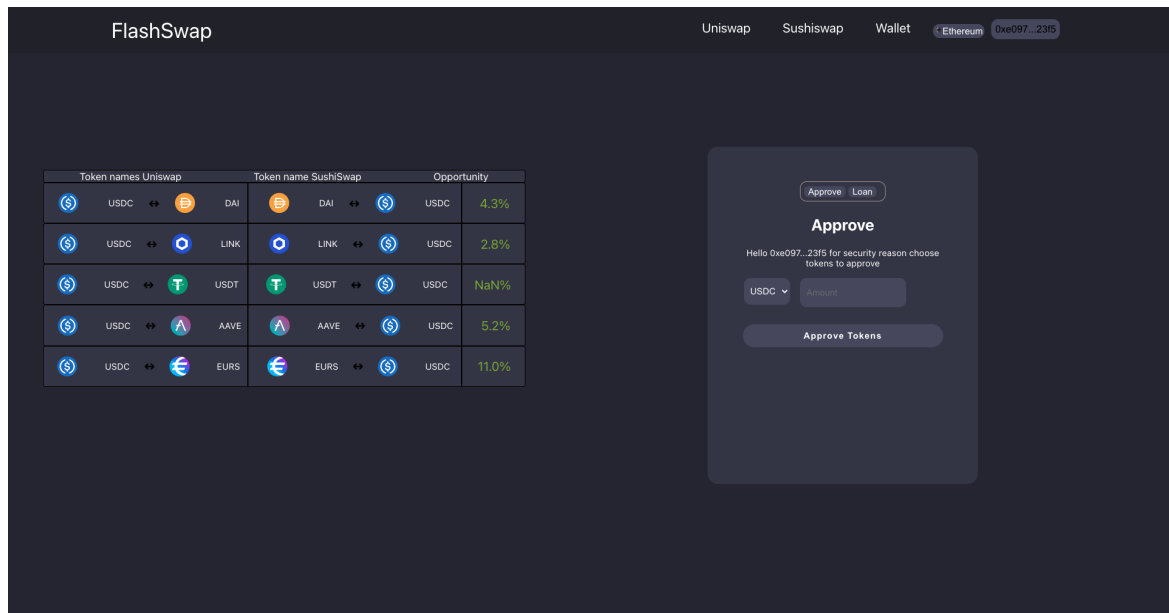 FlashSwap Uniswap Sushiswap Wallet Ethereum 0xe097...23f5
Token names Uniswap Token name SushiSwap Opportunity
USDC ↔ DAI DAI ↔ USDC 4.3%
USDC ↔ LINK LINK ↔ USDC 2.8%
USDC ↔ USDT USDT ↔ USDC NaN%
USDC ↔ AAVE AAVE ↔ USDC 5.2%
USDC ↔ EURS EURS ↔ USDC 11.0%
Approve Loan
Approve
Hello 0xe097...23f5 for security reason choose
tokens to approve
USDC Amount
Approve Tokens